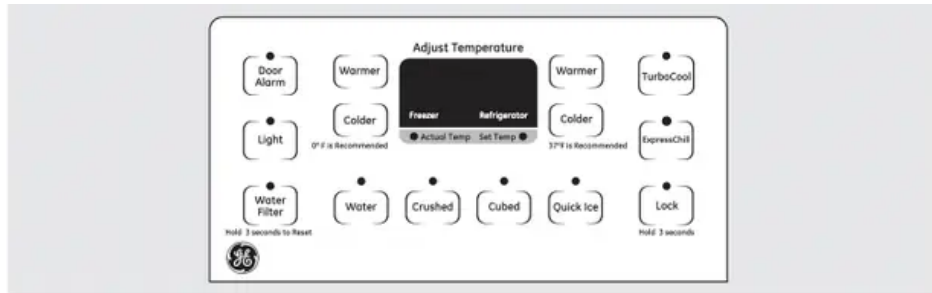 Adjust Temperature
Door
Alarm
Warmer
Warmer
TurboCool
Freezer Refrigerator
Colder
Colder
Light
Actual Temp Set Temp
ExpressChill
0°F is Recommended
37°F is Recommended
Water
Filter
Water
Crushed
Cubed
Quick Ice
Lock
Hold 3 seconds to Reset
Hold 3 seconds
GE